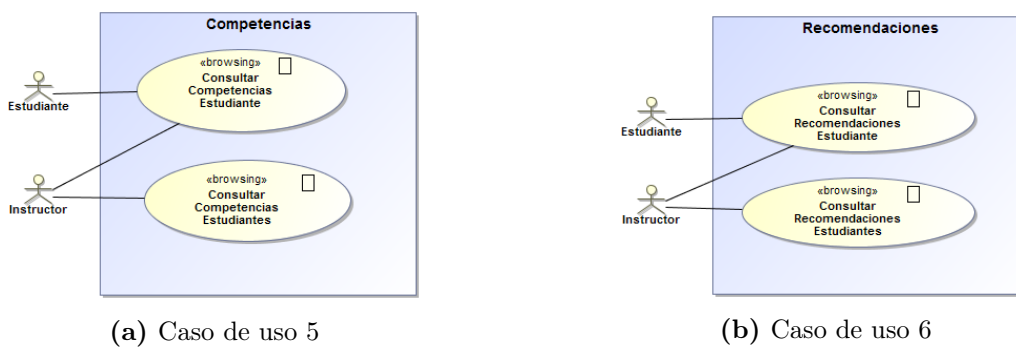 Competencias
«browsing»
Consultar
Competencias
Estudiante
Estudiante
«browsing»
Consultar
Competencias
Estudiantes
Instructor
(a) Caso de uso 5
Recomendaciones
«browsing»
Consultar
Recomendaciones
Estudiante
Estudiante
«browsing»
Consultar
Recomendaciones
Estudiantes
Instructor
(b) Caso de uso 6